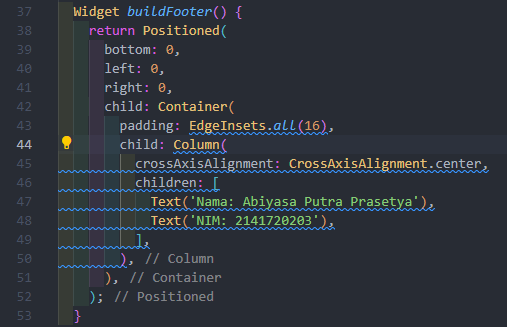 37 Widget buildFooter() {
38 return Positioned(
39 bottom: 0,
40 left: 0,
41 right: 0,
42 child: Container(
43 padding: EdgeInsets.all(16),
44 child: Column(
45 crossAxisAlignment: CrossAxisAlignment.center,
46 children: [
47 Text('Nama: Abiyasa Putra Prasetya'),
48 Text('NIM: 2141720203'),
49 ],
50 ), // Column
51 ), // Container
52 ); // Positioned
53 }